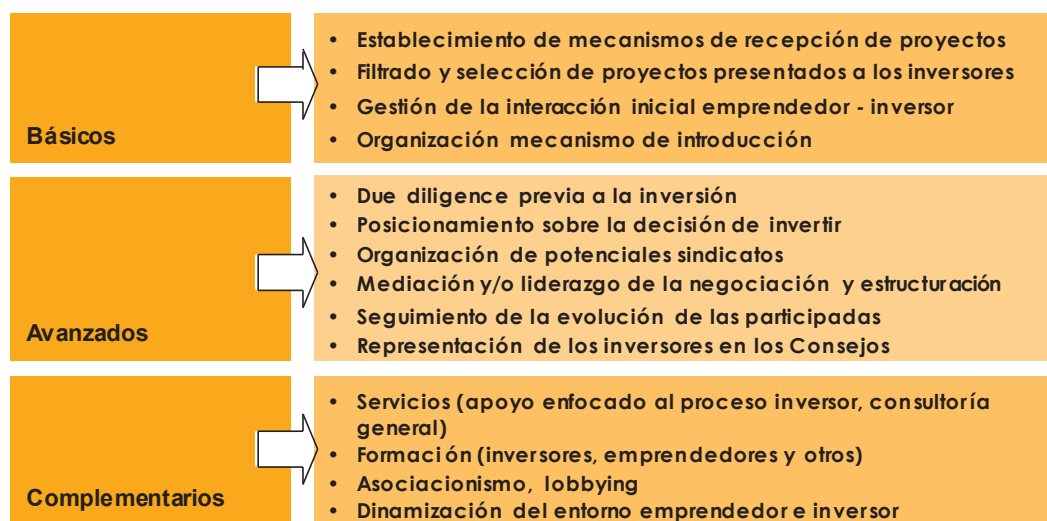 Básicos
• Establecimiento de mecanismos de recepción de proyectos
• Filtrado y selección de proyectos presentados a los inversores
• Gestión de la interacción inicial emprendedor - inversor
• Organización mecanismo de introducción
Avanzados
• Due diligence previa a la inversión
• Posicionamiento sobre la decisión de invertir
• Organización de potenciales sindicatos
• Mediación y/o liderazgo de la negociación y estructuración
• Seguimiento de la evolución de las participadas
• Representación de los inversores en los Consejos
Complementarios
• Servicios (apoyo enfocado al proceso inversor, consultoría
general)
• Formación (inversores, emprendedores y otros)
• Asociacionismo, lobbying
• Dinamización del entorno emprendedor e inversor